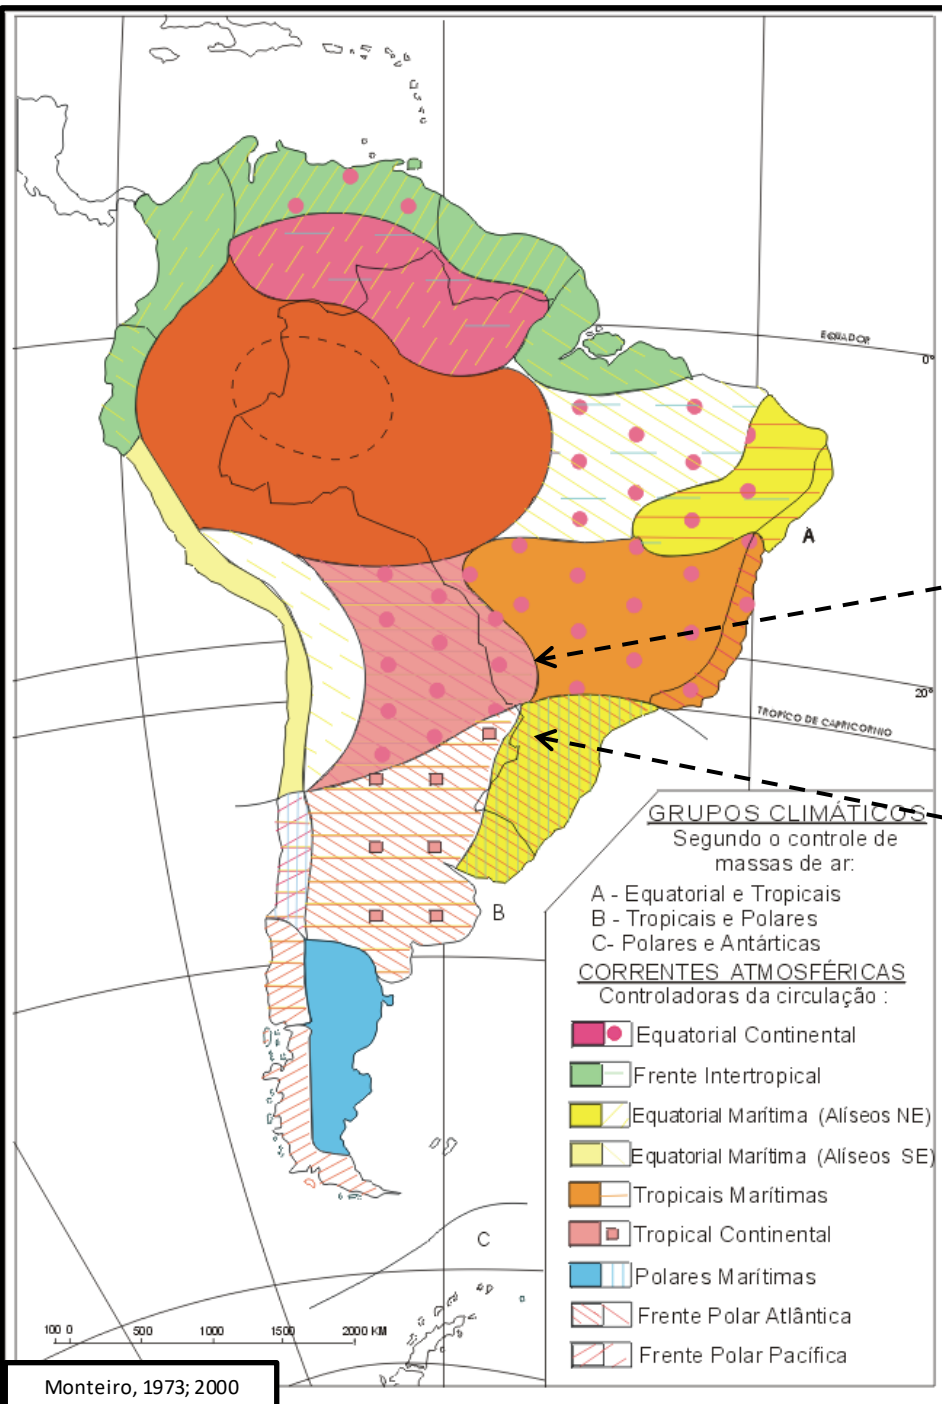 EQUADOR
0°
A
20°
TROPÍCO DE CAPRICORNIO
GRUPOS CLIMÁTICOS
Segundo o controle de
massas de ar:
A - Equatorial e Tropicais
B - Tropicais e Polares
C- Polares e Antárticas
B
CORRENTES ATMOSFÉRICAS
Controladoras da circulação :
Equatorial Continental
Frente Intertropical
Equatorial Marítima (Alíseos NE)
Equatorial Marítima (Alíseos SE)
Tropicais Marítimas
Tropical Continental
C
Polares Marítimas
Frente Polar Atlântica
Frente Polar Pacífica
100 0 500 1000 1500 2000 KM
Monteiro, 1973; 2000